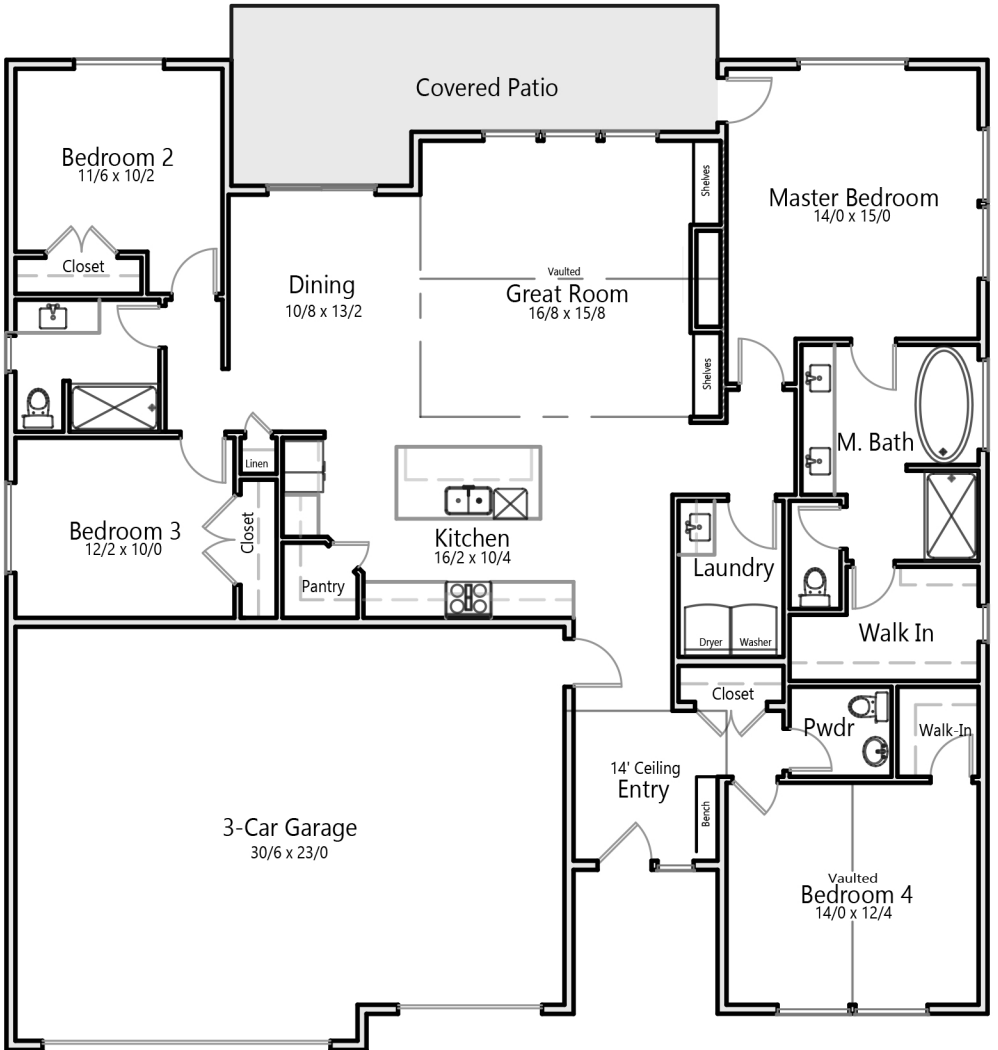 Covered Patio
Bedroom 2
11/6 x 10/2
Closet
Shelves
Master Bedroom
14/0 x 15/0
Dining
10/8 x 13/2
Vaulted
Great Room
16/8 x 15/8
Shelves
M. Bath
Linen
Bedroom 3
12/2 x 10/0
Closet
Kitchen
16/2 x 10/4
Pantry
Laundry
Dryer
Washer
Walk In
Closet
Pwdr
Walk-In
14' Ceiling
Entry
Bench
3-Car Garage
30/6 x 23/0
Vaulted
Bedroom 4
14/0 x 12/4